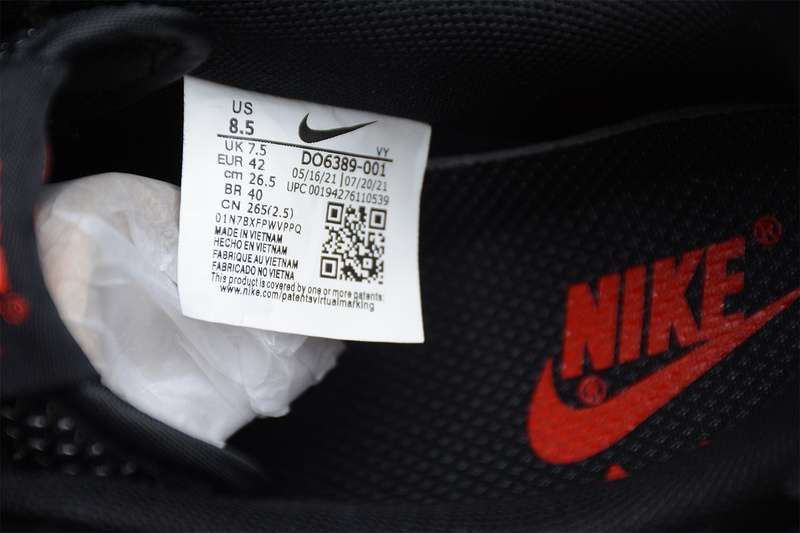 US
8.5
UK 7.5
EUR 42
cm 26.5
BR 40
CN 265(2.5)
VY
DO6389-001
05/16/21 07/20/21
UPC 00194276110539
01N7BXFPWVPPQ
MADE IN VIETNAM
HECHO EN VIETNAM
FABRIQUE AU VIETNAM
FABRICADO NO VIETNA
This product is covered by one or more patents:
www.nike.com/patentsvirtualmarking
NIKE®
®